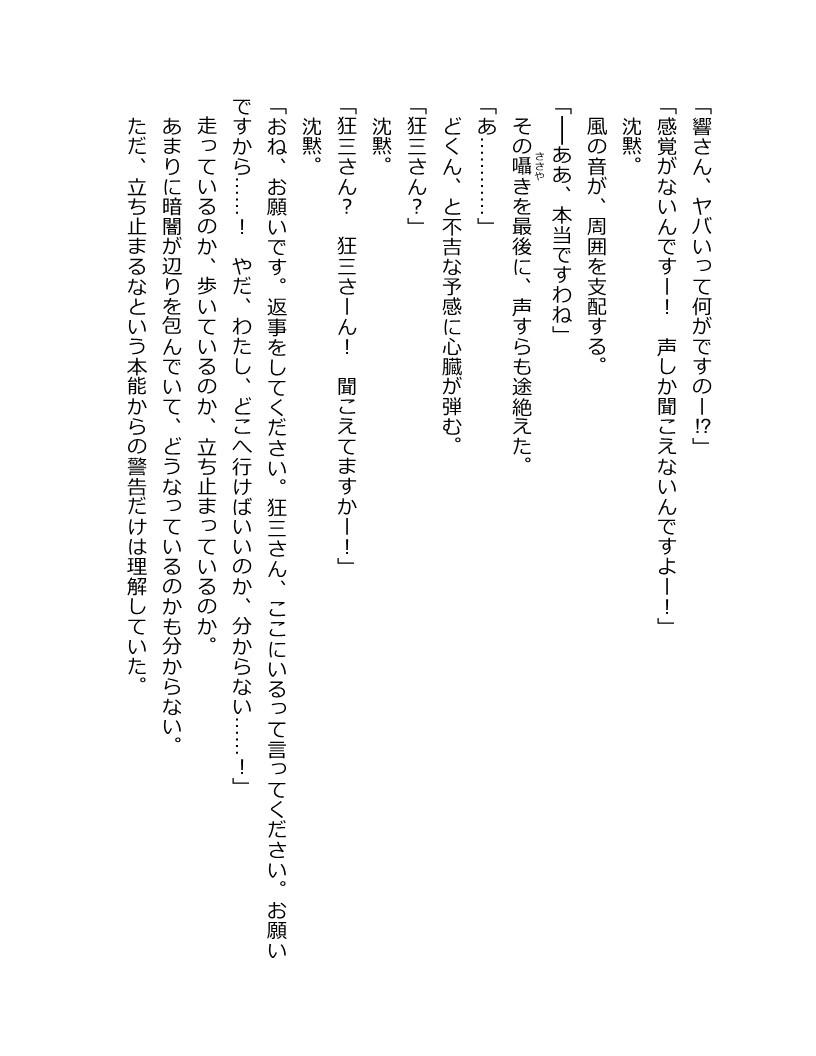 「響さん、ヤバいって何がですのー!?」
「感覚がないんですー！　声しか聞こえないんですよー！」
　沈黙。
　風の音が、周囲を支配する。
「――ああ、本当ですわね」
　その囁きを最後に、声すらも途絶えた。
ささや
「あ…………」
　どくん、と不吉な予感に心臓が弾む。
「狂三さん？」
　沈黙。
「狂三さん？　狂三さーん！　聞こえてますかー！」
　沈黙。
「おね、お願いです。返事をしてください。狂三さん、ここにいるって言ってください。お願い
ですから……！　やだ、わたし、どこへ行けばいいのか、分からない……！」
　走っているのか、歩いているのか、立ち止まっているのか。
　あまりに暗闇が辺りを包んでいて、どうなっているのかも分からない。
　ただ、立ち止まるなという本能からの警告だけは理解していた。